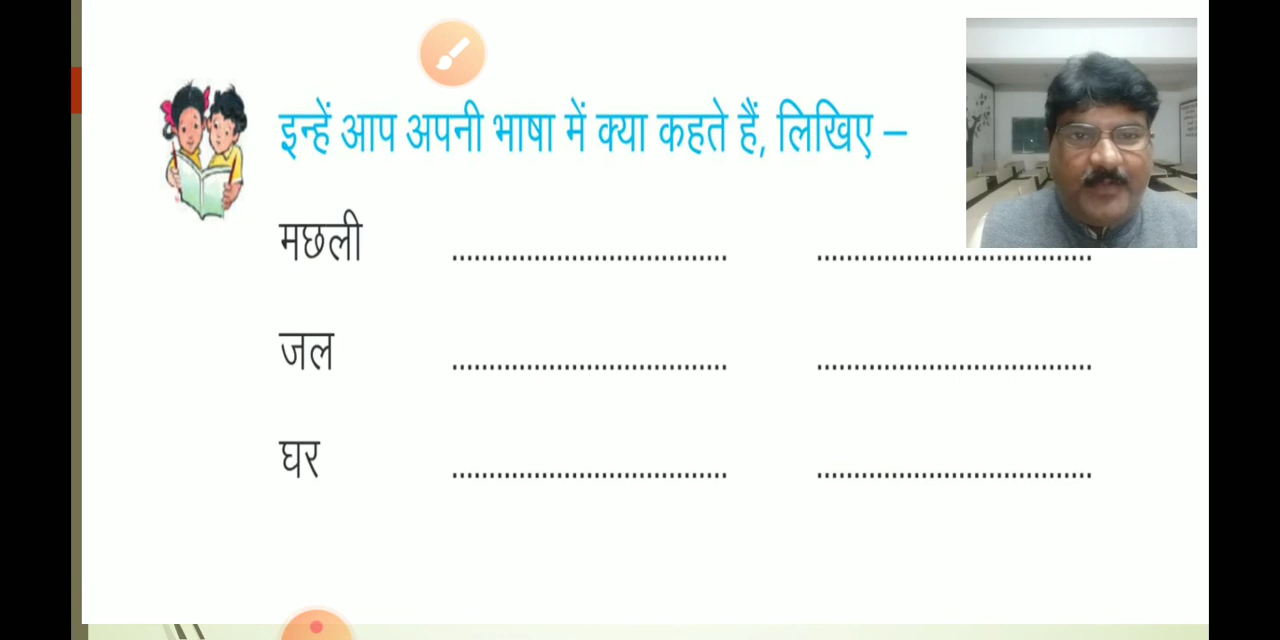 इन्हें आप अपनी भाषा में क्या कहते हैं, लिखिए –
मछली ..................................... .....................................
जल ..................................... .....................................
घर ..................................... .....................................